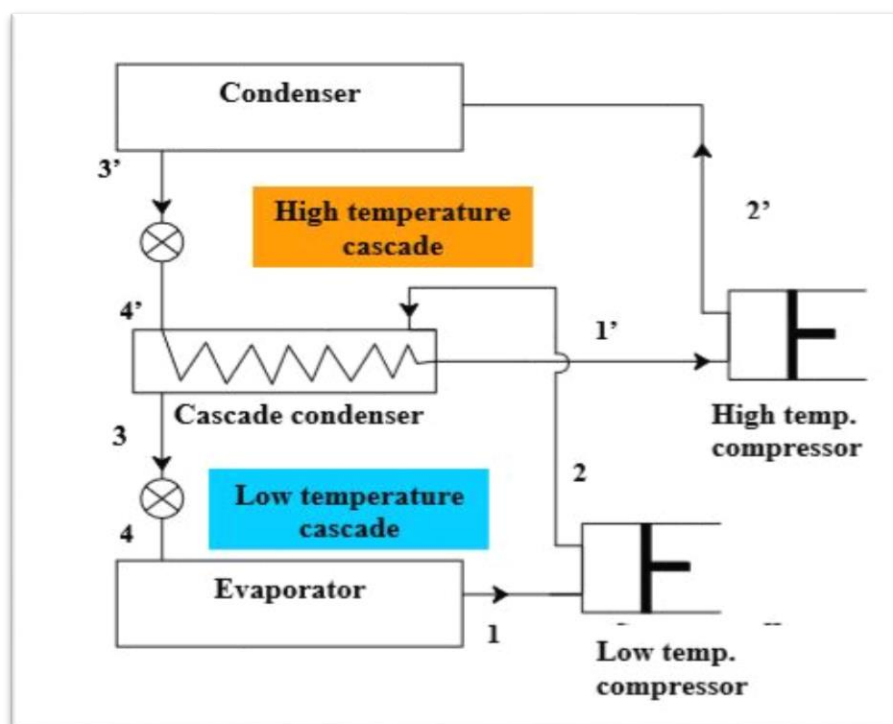 Condenser
3’
High temperature
cascade
2’
4’
1’
Cascade condenser
High temp.
compressor
3
2
Low temperature
cascade
4
Evaporator
1
Low temp.
compressor